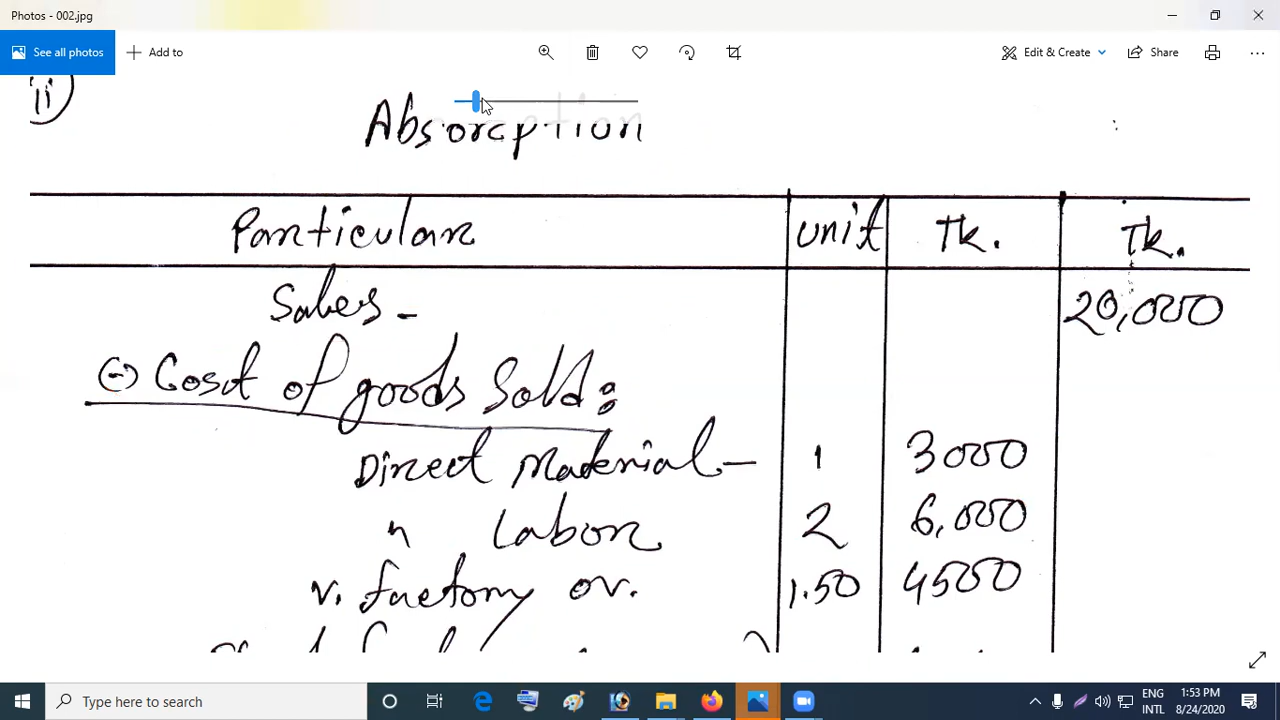 Photos - 002.jpg
See all photos
Add to
Edit & Create
Share
ii)
Absorption
Particular unit Tk. Tk.
Sales - 20,000
(-) Cost of goods Sold:
Direct Material - 1 3000
" Labor 2 6,000
v. factory ov. 1.50 4500
Type here to search
ENG
INTL
1:53 PM
8/24/2020